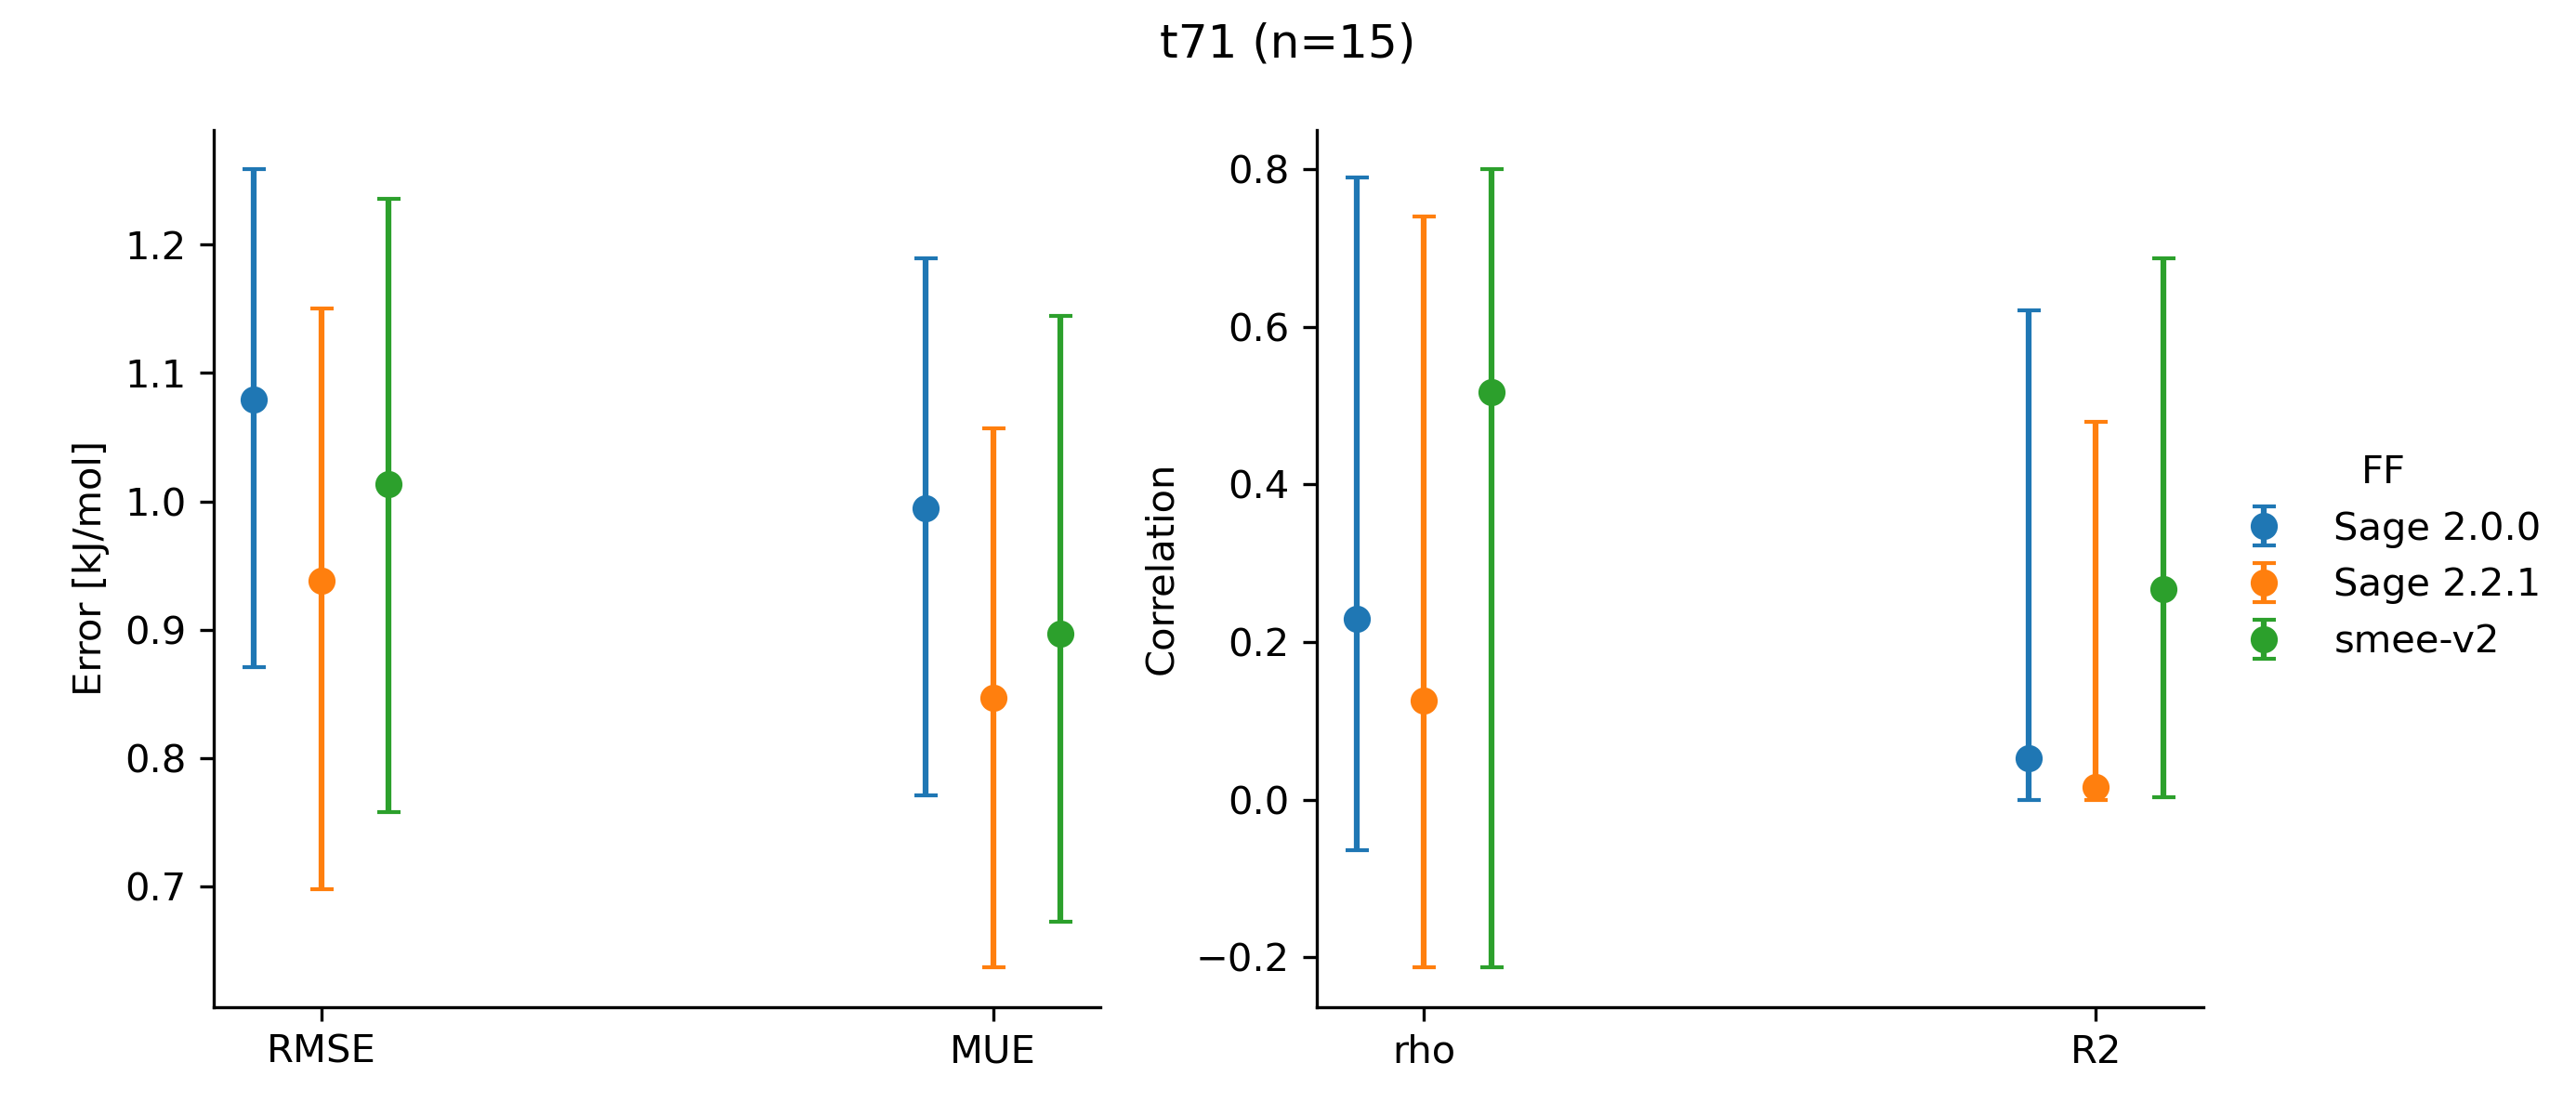 t71 (n=15)
Error [kJ/mol]
1.2
1.1
1.0
0.9
0.8
0.7
RMSE
MUE
Correlation
0.8
0.6
0.4
0.2
0.0
−0.2
rho
R2
FF
Sage 2.0.0
Sage 2.2.1
smee-v2